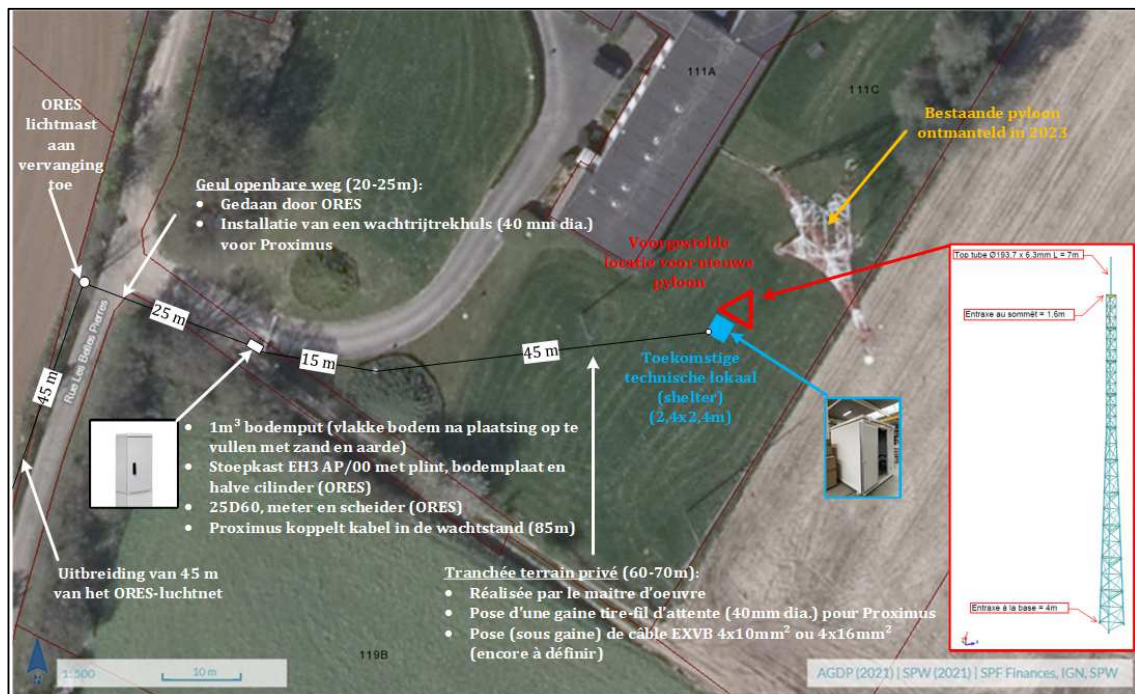 111A
111C
ORES
lichtmast
aan
vervanging
toe
Bestaande pyloon
ontmanteld in 2023
Geul openbare weg (20-25m):
• Gedaan door ORES
• Installatie van een wachtrijtrekhuls (40 mm dia.)
voor Proximus
Voorgestelde
locatie voor nieuwe
pyloon
Top tube Ø193.7 x 6.3mm L = 7m
Entraxe au sommèt = 1,6m
25 m
15 m
45 m
45 m
Rue Les Belles Pierres
Toekomstige
technische lokaal
(shelter)
(2,4x2,4m)
• 1m³ bodemput (vlakke bodem na plaatsing op te
vullen met zand en aarde)
• Stoepkast EH3 AP/00 met plint, bodemplaat en
halve cilinder (ORES)
• 25D60, meter en scheider (ORES)
• Proximus koppelt kabel in de wachtstand (85m)
Uitbreiding van 45 m
van het ORES-luchtnet
Tranchée terrain privé (60-70m):
• Réalisée par le maitre d'oeuvre
• Pose d'une gaine tire-fil d'attente (40mm dia.) pour Proximus
• Pose (sous gaine) de câble EXVB 4x10mm² ou 4x16mm²
(encore à définir)
Entraxe à la base = 4m
119B
1:500
10 m
AGDP (2021) | SPW (2021) | SPF Finances, IGN, SPW